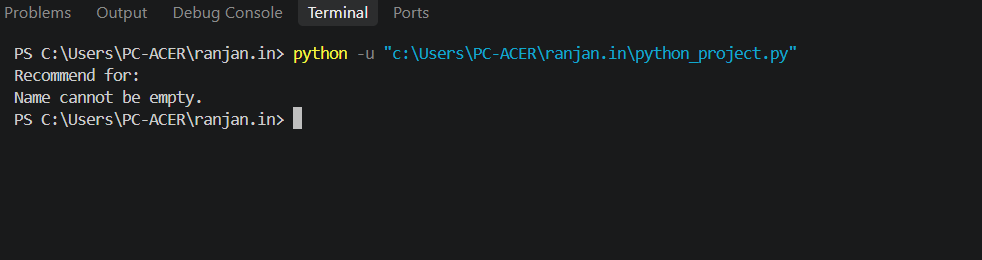 Problems Output Debug Console Terminal Ports
PS C:\Users\PC-ACER\ranjan.in> python -u "c:\Users\PC-ACER\ranjan.in\python_project.py"
Recommend for:
Name cannot be empty.
PS C:\Users\PC-ACER\ranjan.in>